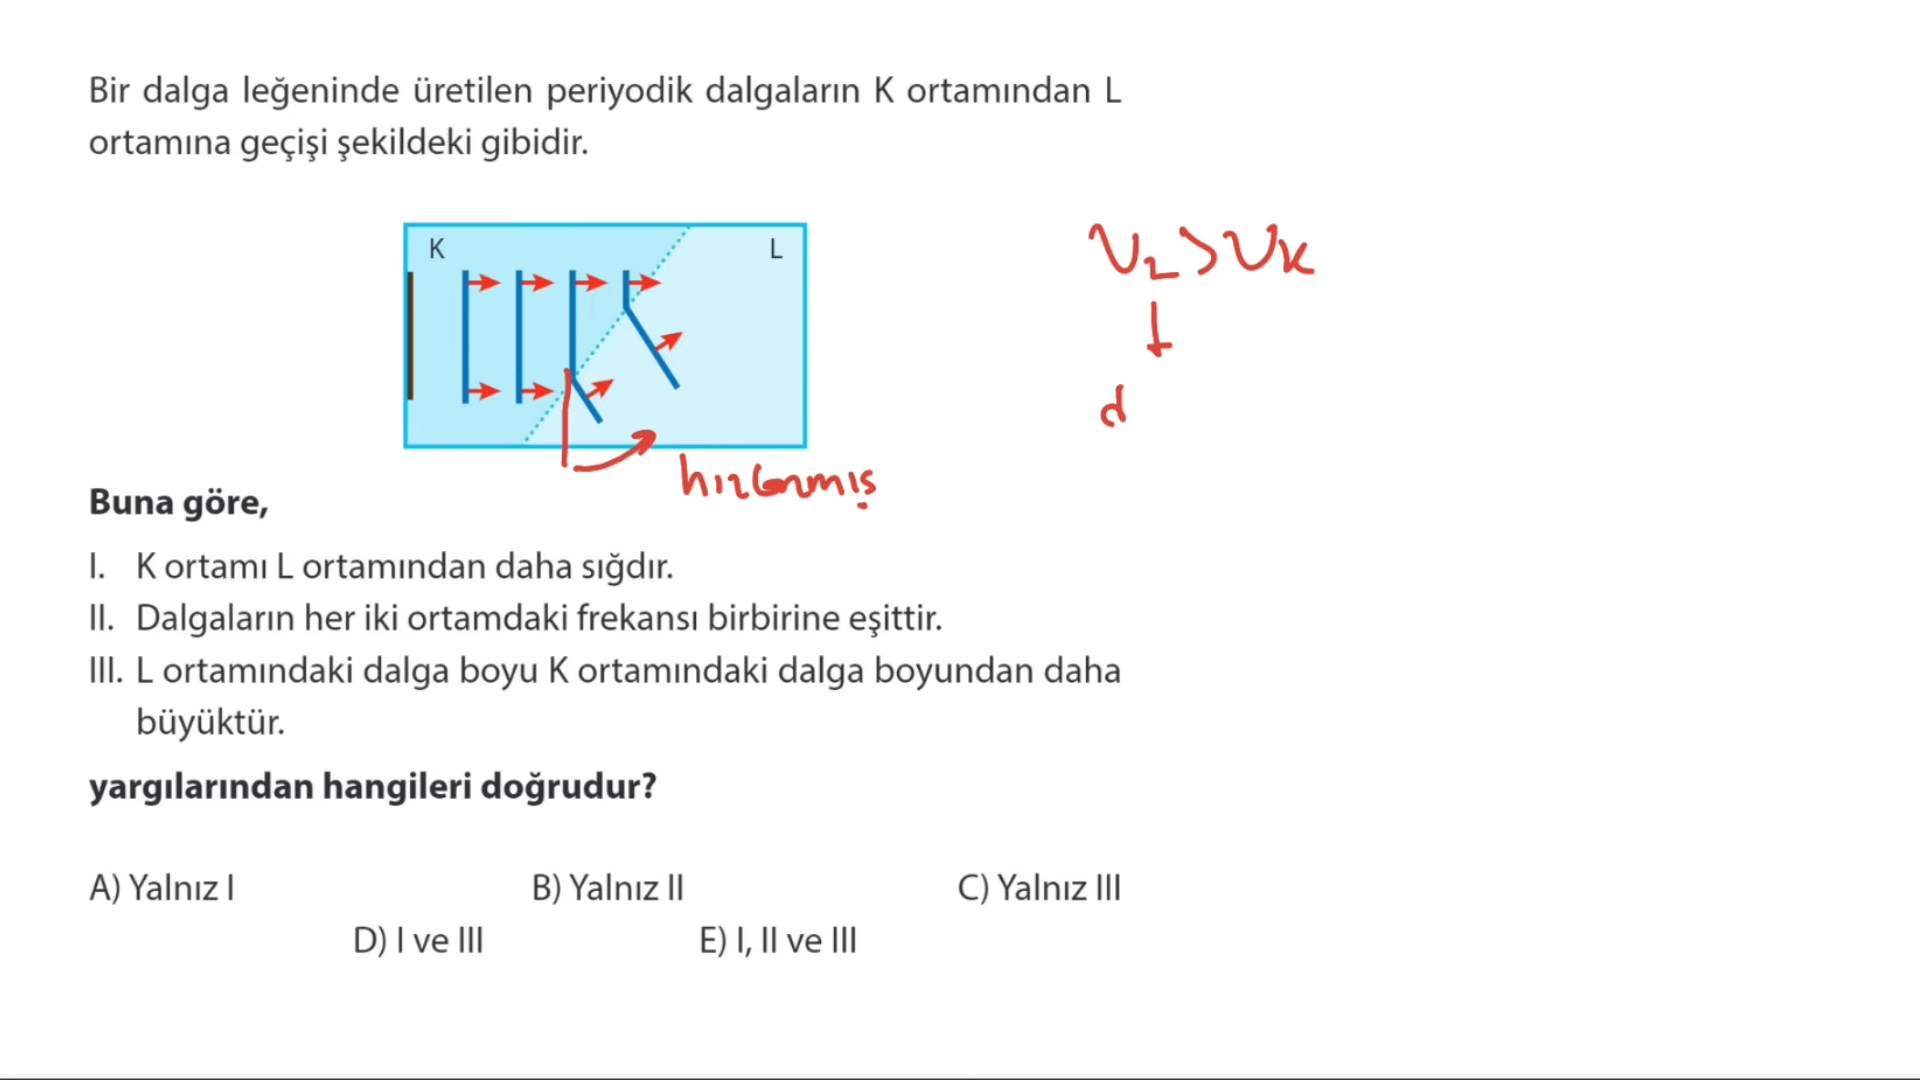 Bir dalga leğeninde üretilen periyodik dalgaların K ortamından L
ortamına geçişi şekildeki gibidir.
K
L
V_L > V_K
d
hızlanmış
Buna göre,
I. K ortamı L ortamından daha sığdır.
II. Dalgaların her iki ortamdaki frekansı birbirine eşittir.
III. L ortamındaki dalga boyu K ortamındaki dalga boyundan daha
büyüktür.
yargılarından hangileri doğrudur?
A) Yalnız I B) Yalnız II C) Yalnız III
D) I ve III E) I, II ve III